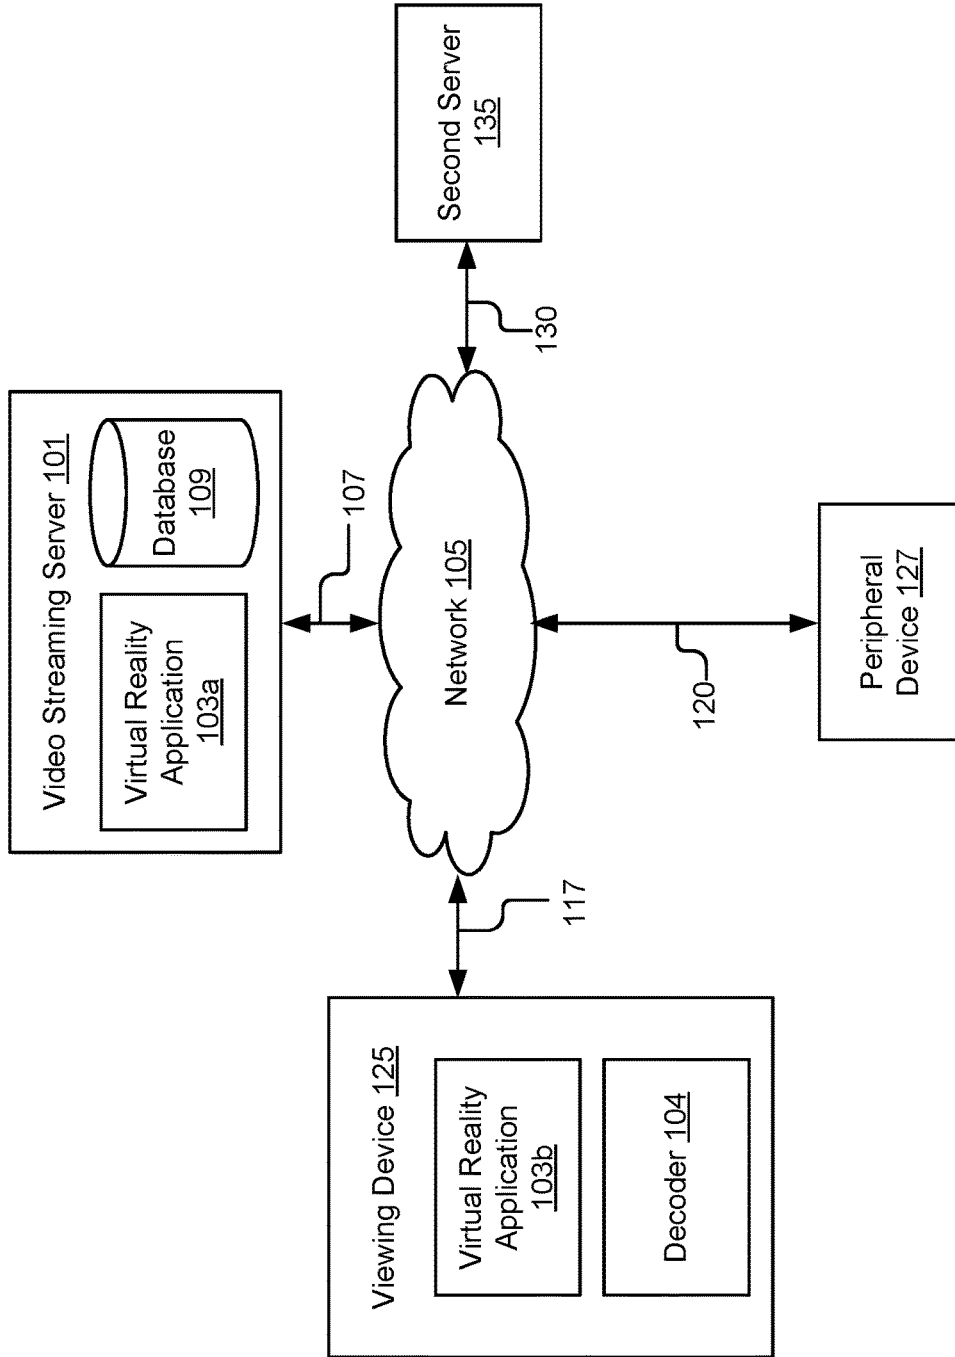 Video Streaming Server 101
Virtual Reality
Application
103a
Database
109
107
Viewing Device 125
Virtual Reality
Application
103b
Decoder 104
117
Network 105
130
Second Server
135
120
Peripheral
Device 127